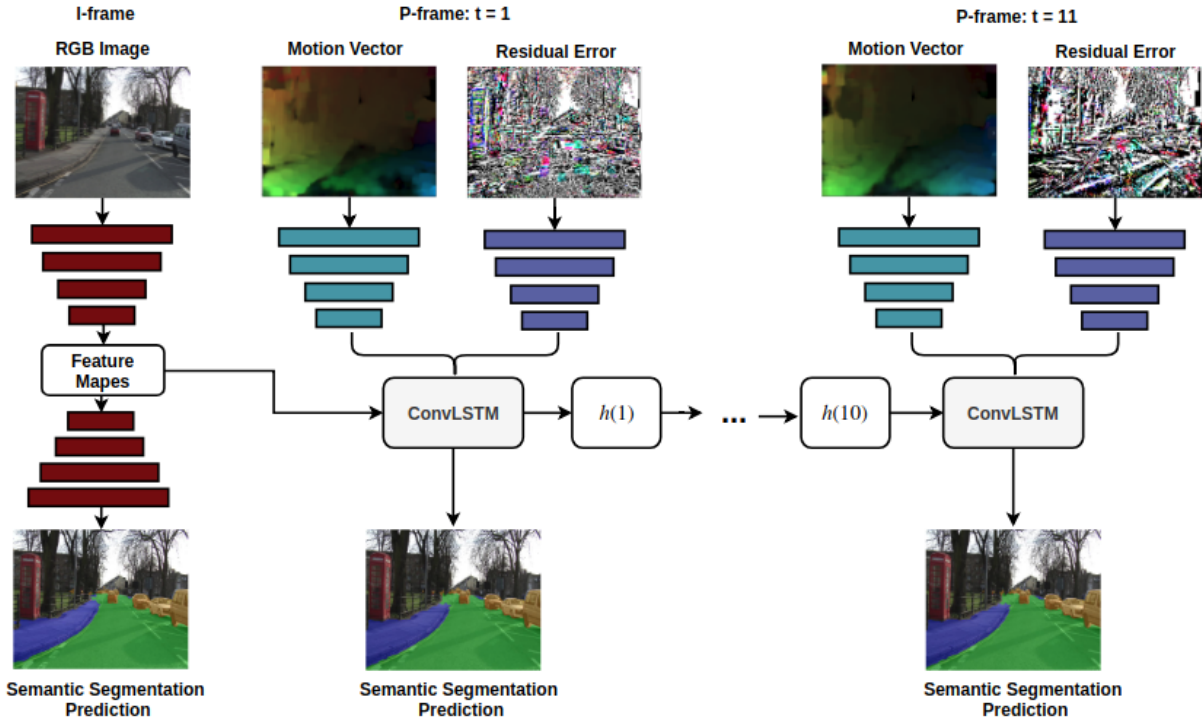 I-frame
P-frame: t = 1
P-frame: t = 11
RGB Image
Motion Vector
Residual Error
Motion Vector
Residual Error
Feature
Mapes
ConvLSTM
h(1)
...
h(10)
ConvLSTM
Semantic Segmentation
Prediction
Semantic Segmentation
Prediction
Semantic Segmentation
Prediction